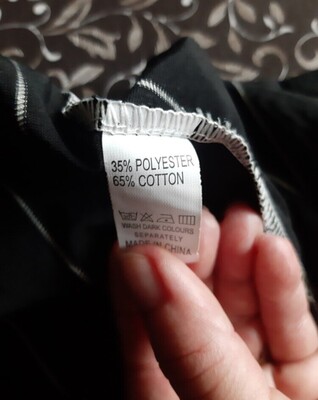 35% POLYESTER
65% COTTON
WASH DARK COLOURS
SEPARATELY
MADE IN CHINA